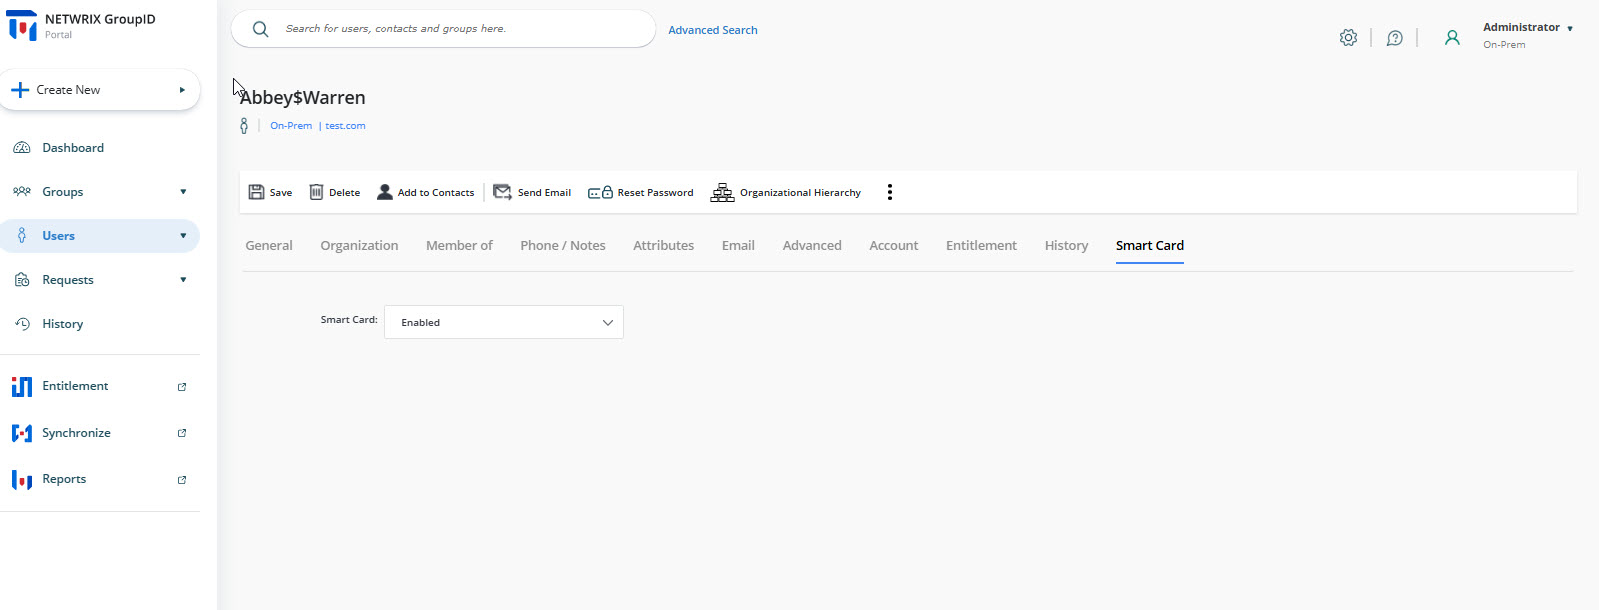 NETWRIX GroupID
Portal
Search for users, contacts and groups here.
Advanced Search
Administrator
On-Prem
Create New
Dashboard
Groups
Users
Requests
History
Entitlement
Synchronize
Reports
Abbey$Warren
On-Prem | test.com
Save Delete Add to Contacts Send Email Reset Password Organizational Hierarchy
General Organization Member of Phone / Notes Attributes Email Advanced Account Entitlement History Smart Card
Smart Card: Enabled